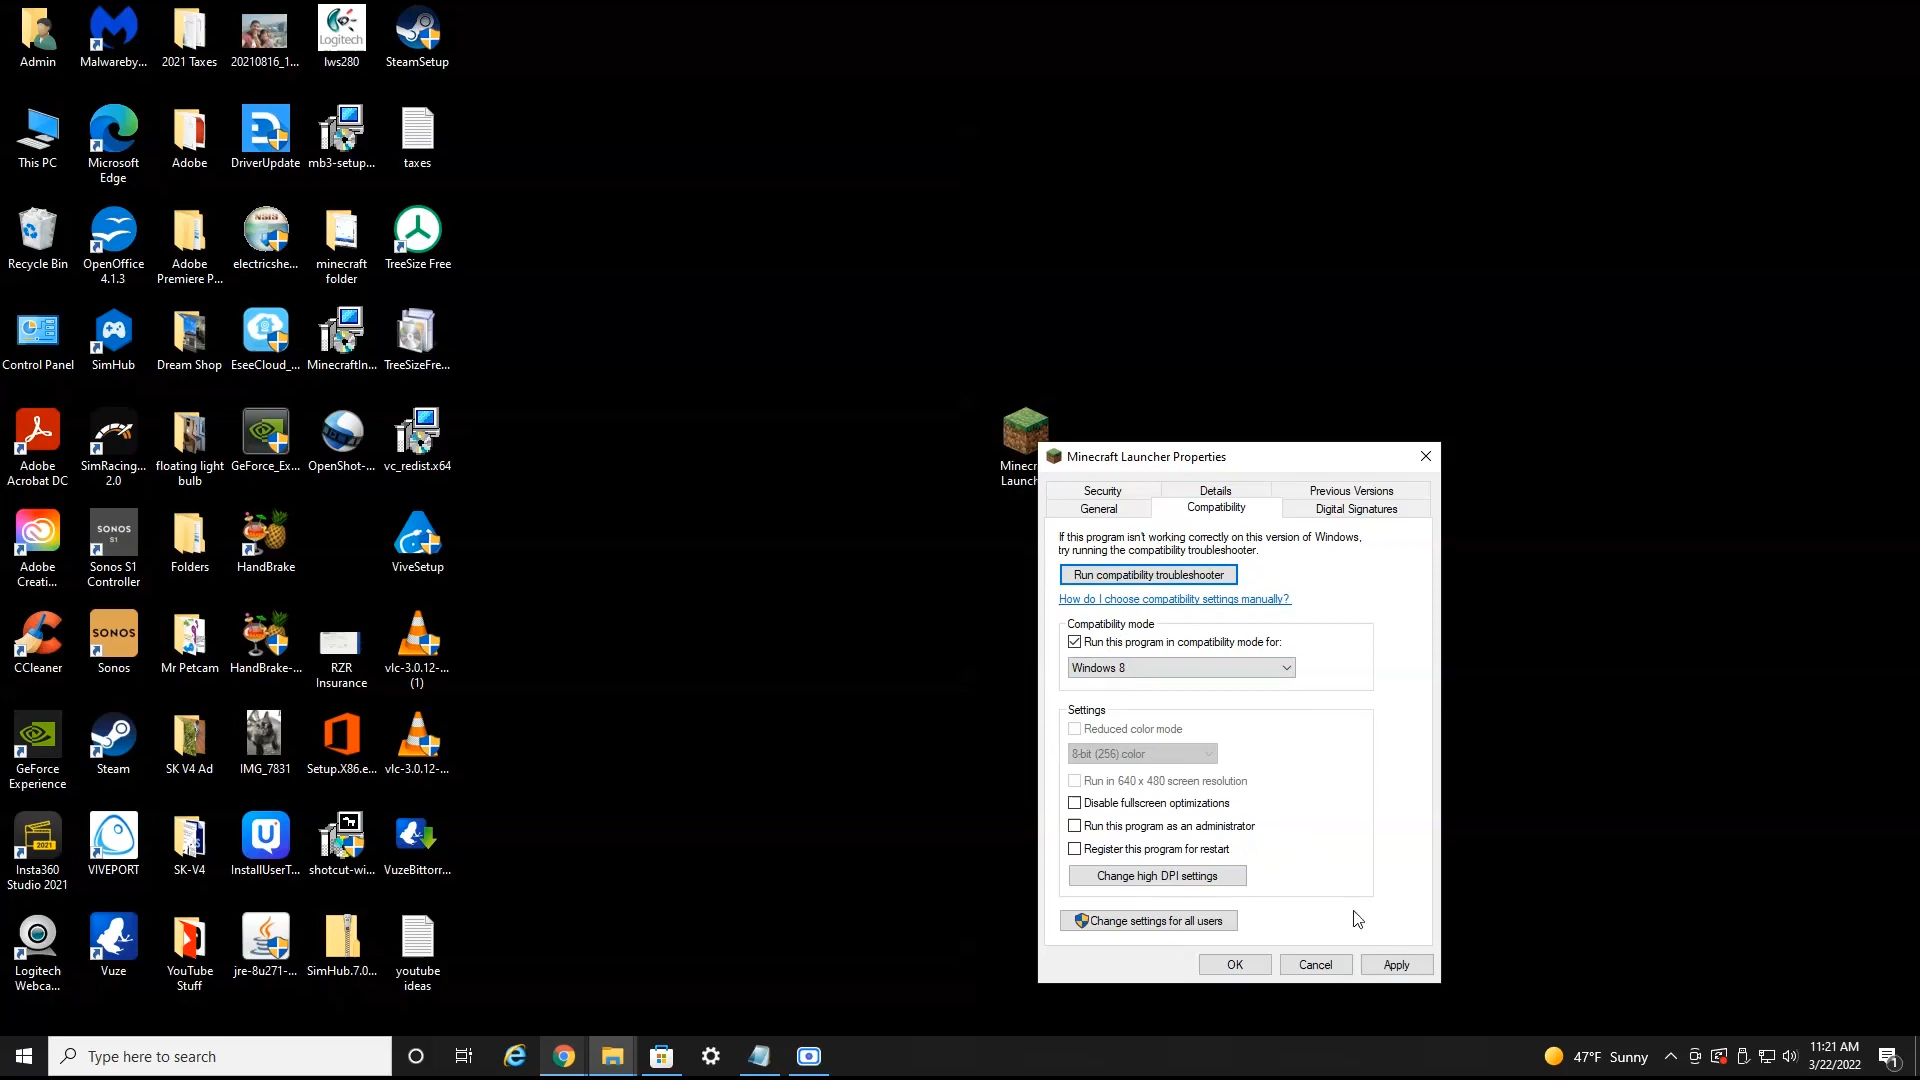 Admin
Malwareby...
2021 Taxes
20210816_1...
Logitech
lws280
SteamSetup
This PC
Microsoft
Edge
Adobe
DriverUpdate
mb3-setup...
taxes
Recycle Bin
OpenOffice
4.1.3
Adobe
Premiere P...
electricshe...
minecraft
folder
TreeSize Free
Control Panel
SimHub
Dream Shop
EseeCloud_...
MinecraftIn...
TreeSizeFre...
Adobe
Acrobat DC
SimRacing...
2.0
floating light
bulb
GeForce_Ex...
OpenShot-...
vc_redist.x64
Adobe
Creati...
SONOS
S1
Sonos S1
Controller
Folders
HandBrake
ViveSetup
CCleaner
SONOS
Sonos
Mr Petcam
HandBrake-...
RZR
Insurance
vlc-3.0.12-...
(1)
GeForce
Experience
Steam
SK V4 Ad
IMG_7831
Setup.X86.e...
vlc-3.0.12-...
2021
Insta360
Studio 2021
VIVEPORT
SK-V4
InstallUserT...
shotcut-wi...
VuzeBittorr...
Logitech
Webca...
Vuze
YouTube
Stuff
jre-8u271-...
SimHub.7.0...
youtube
ideas
Minecr
Launch
Minecraft Launcher Properties
Security
Details
Previous Versions
General
Compatibility
Digital Signatures
If this program isn't working correctly on this version of Windows,
try running the compatibility troubleshooter.
Run compatibility troubleshooter
How do I choose compatibility settings manually?
Compatibility mode
Run this program in compatibility mode for:
Windows 8
Settings
Reduced color mode
8-bit (256) color
Run in 640 x 480 screen resolution
Disable fullscreen optimizations
Run this program as an administrator
Register this program for restart
Change high DPI settings
Change settings for all users
OK
Cancel
Apply
Type here to search
47°F Sunny
11:21 AM
3/22/2022
1